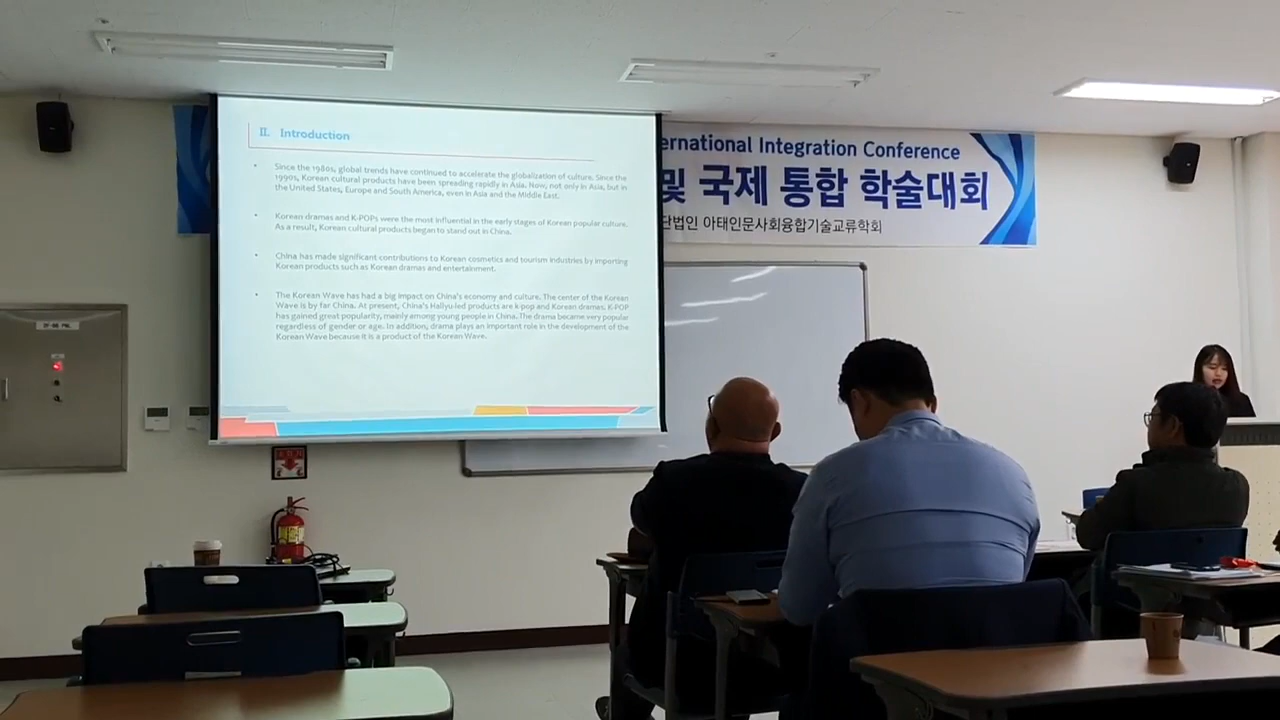 II. Introduction
Since the 1980s, global trends have continued to accelerate the globalization of culture. Since the
1990s, Korean cultural products have been spreading rapidly in Asia. Now, not only in Asia, but in
the United States, Europe and South America, even in Asia and the Middle East.
Korean dramas and K-POPs were the most influential in the early stages of Korean popular culture.
As a result, Korean cultural products began to stand out in China.
China has made significant contributions to Korean cosmetics and tourism industries by importing
Korean products such as Korean dramas and entertainment.
The Korean Wave has had a big impact on China's economy and culture. The center of the Korean
Wave is by far China. At present, China's Hallyu-led products are k-pop and Korean dramas. K-POP
has gained great popularity, mainly among young people in China. The drama became very popular
regardless of gender or age. In addition, drama plays an important role in the development of the
Korean Wave because it is a product of the Korean Wave.
ernational Integration Conference
및 국제 통합 학술대회
단법인 아태인문사회융합기술교류학회